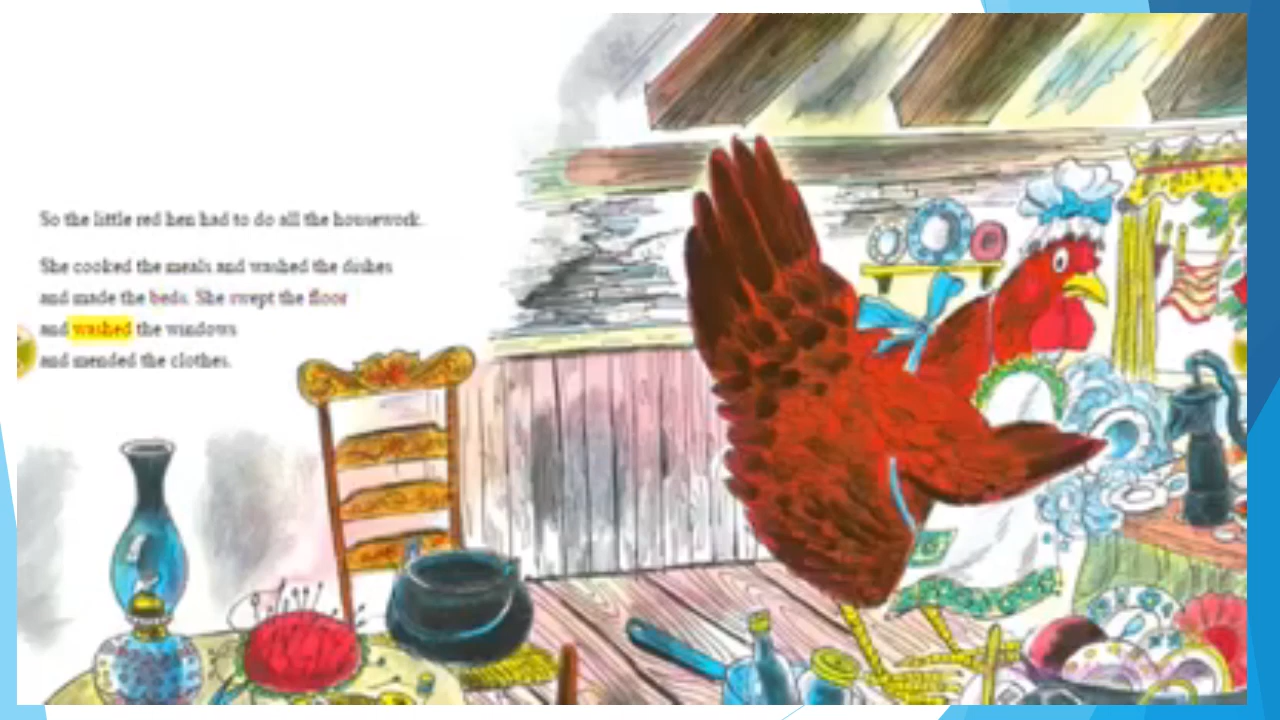 So the little red hen had to do all the housework.
She cooked the meals and washed the dishes
and made the beds. She swept the floor
and washed the windows
and mended the clothes.